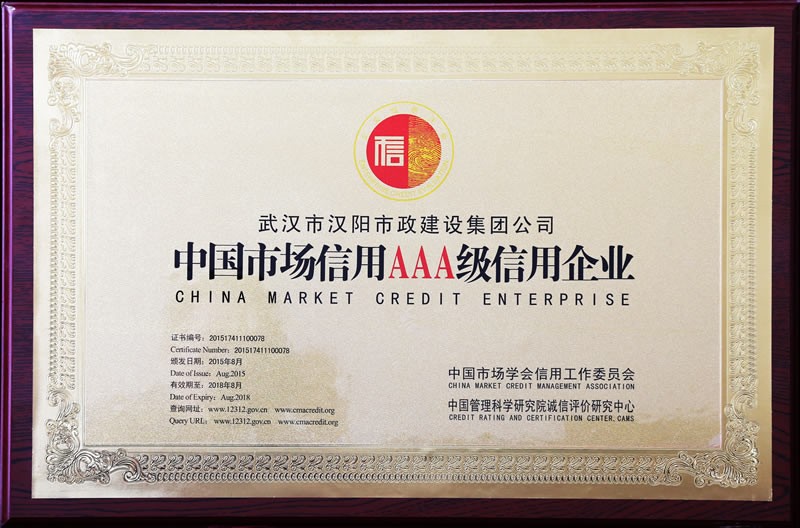 信
武汉市汉阳市政建设集团公司
中国市场信用AAA级信用企业
CHINA MARKET CREDIT ENTERPRISE
证书编号：201517411100078
Certificate Number：201517411100078
颁发日期：2015年8月
Date of Issue：Aug,2015
有效期至：2018年8月
Date of Expiry：Aug,2018
查询网址：www.12312.gov.cn www.cmacredit.org
Query URL：www.12312.gov.cn www.cmacredit.org
中国市场学会信用工作委员会
CHINA MARKET CREDIT MANAGEMENT ASSOCIATION
中国管理科学研究院诚信评价研究中心
CREDIT RATING AND CERTIFICATION CENTER.CAMS